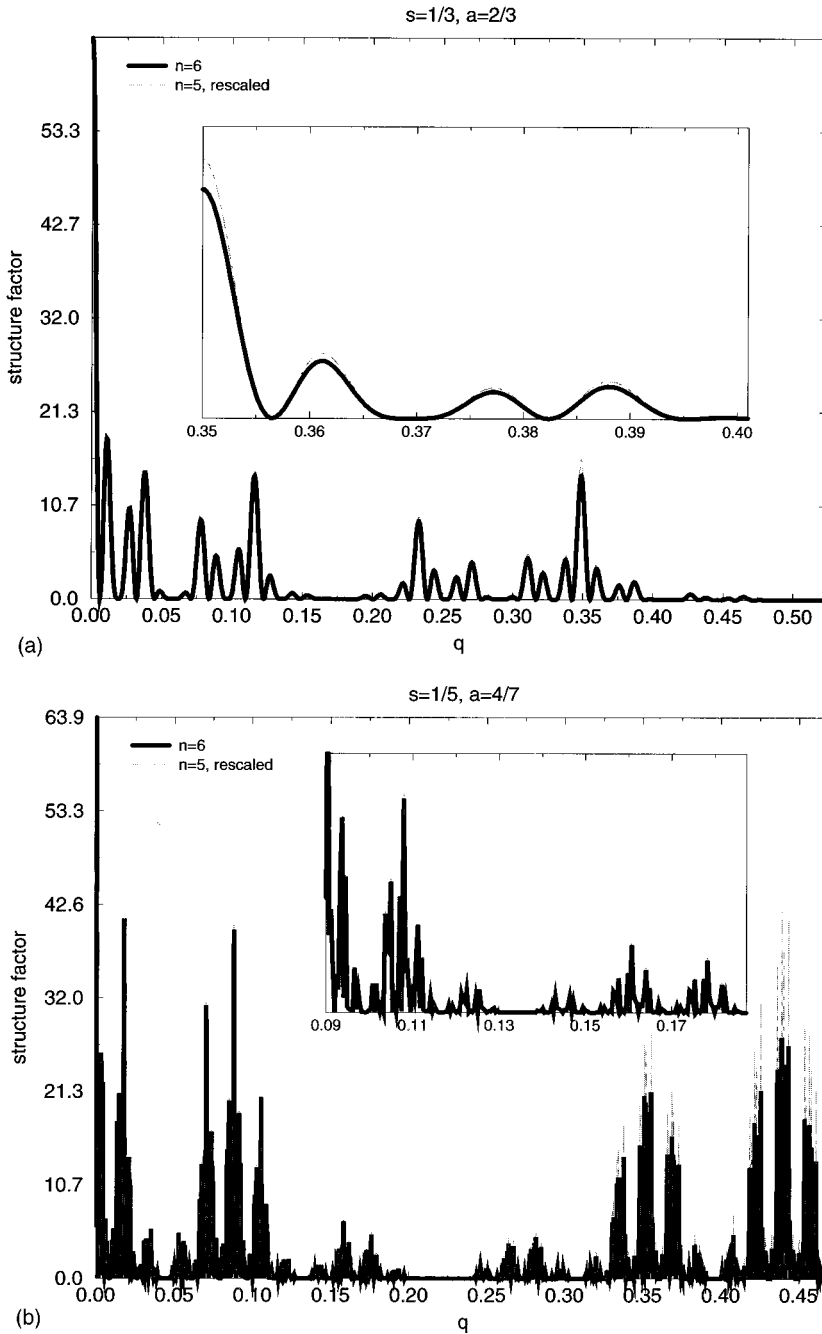 s=1/3, a=2/3
n=6
n=5, rescaled
53.3
42.7
32.0
21.3
10.7
0.0
structure factor
0.35 0.36 0.37 0.38 0.39 0.40
0.00 0.05 0.10 0.15 0.20 0.25 0.30 0.35 0.40 0.45 0.50
q
(a)
s=1/5, a=4/7
63.9
n=6
n=5, rescaled
53.3
42.6
32.0
21.3
10.7
0.0
structure factor
0.09 0.11 0.13 0.15 0.17
0.00 0.05 0.10 0.15 0.20 0.25 0.30 0.35 0.40 0.45
q
(b)